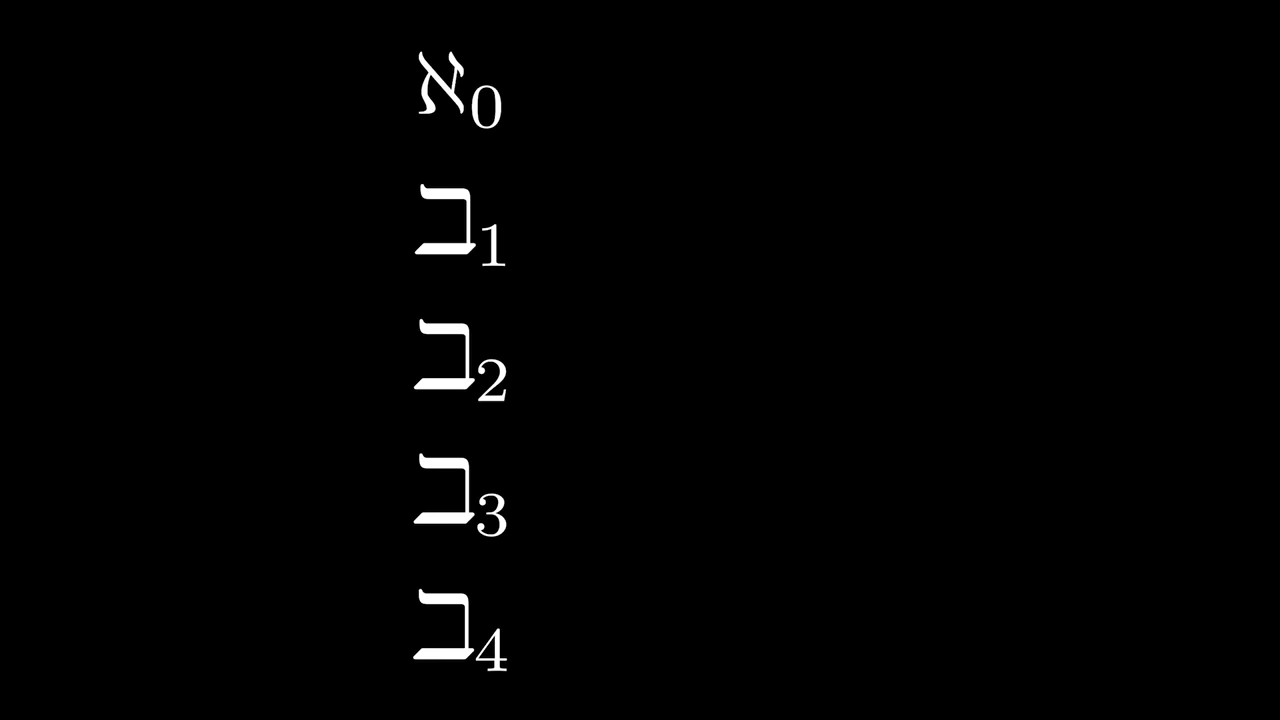 ℵ₀
ℶ₁
ℶ₂
ℶ₃
ℶ₄